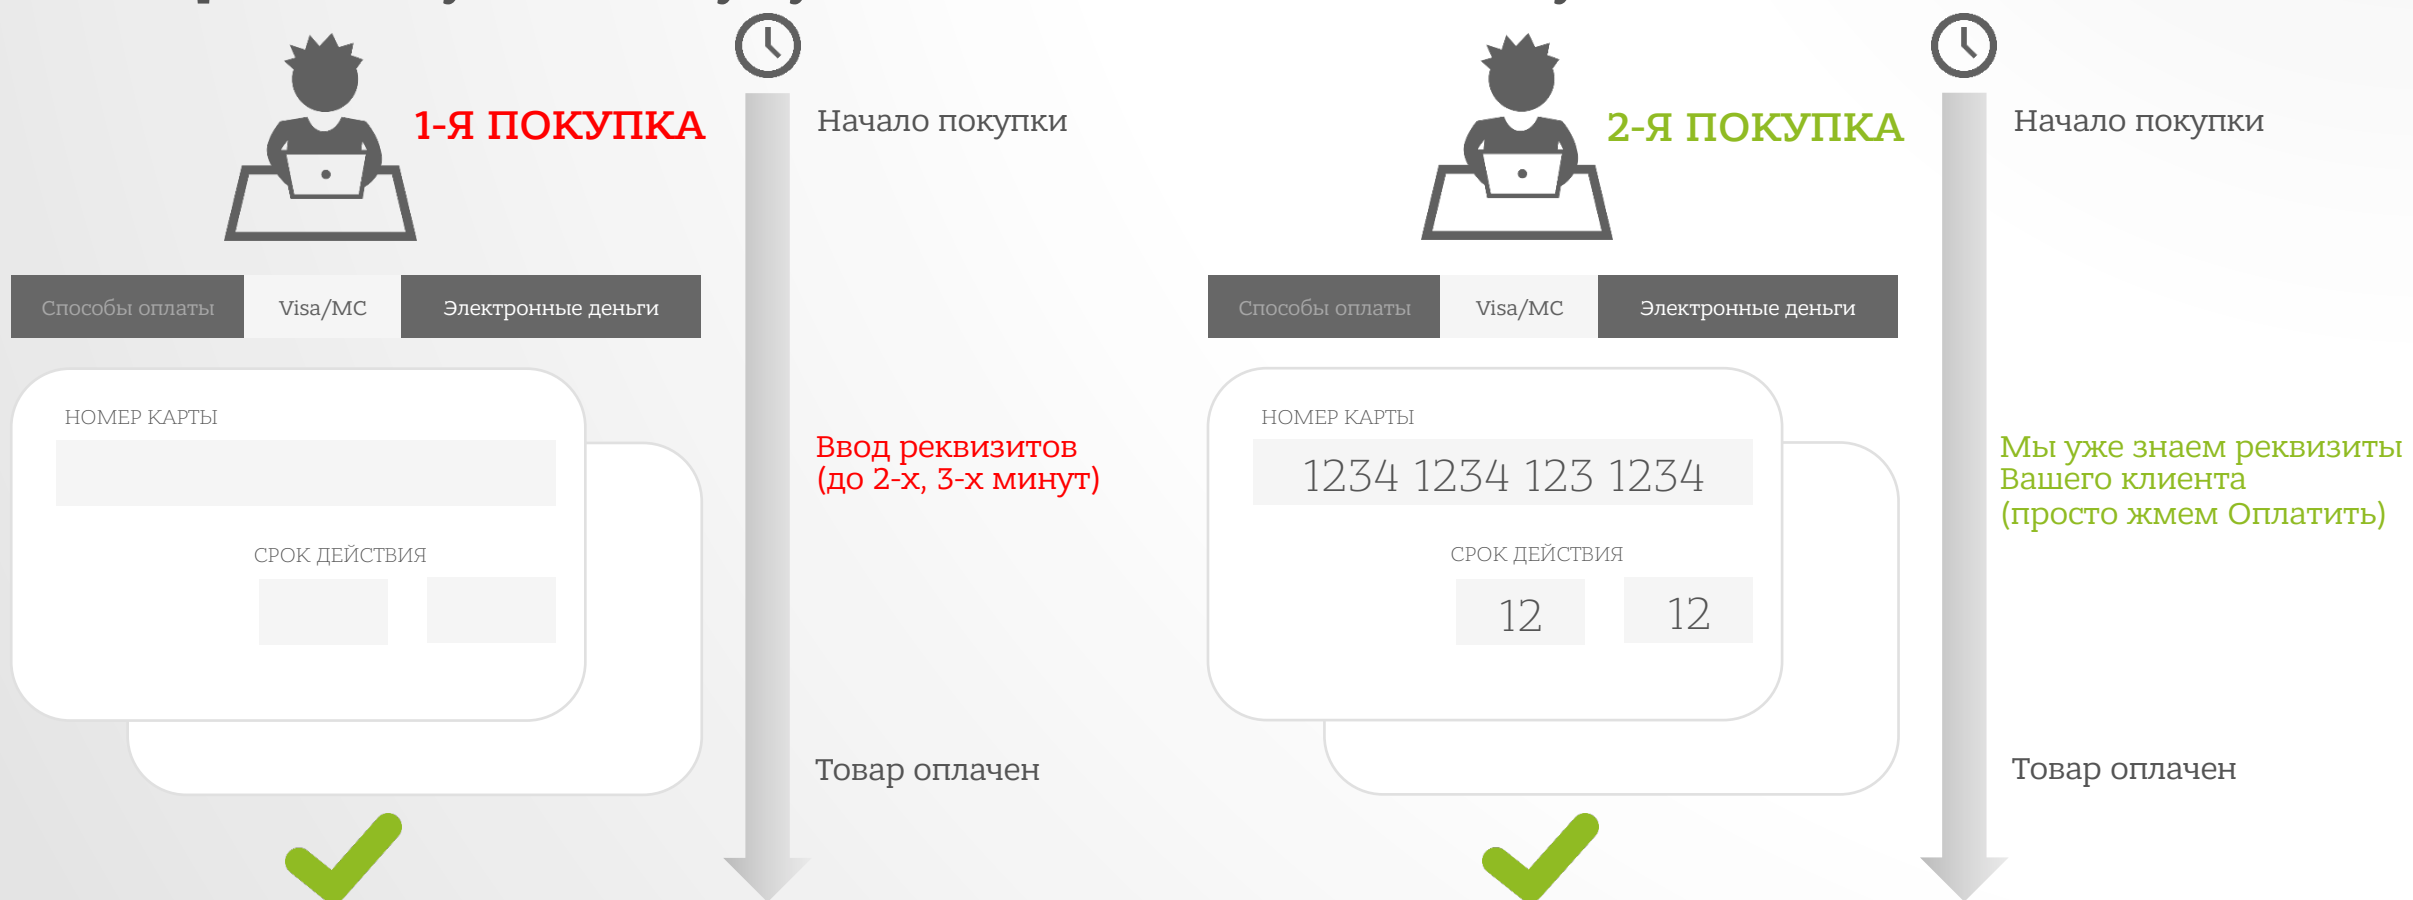 1-Я ПОКУПКА
Начало покупки
Способы оплаты
Visa/МС
Электронные деньги
НОМЕР КАРТЫ
Ввод реквизитов
(до 2-х, 3-х минут)
СРОК ДЕЙСТВИЯ
Товар оплачен
2-Я ПОКУПКА
Начало покупки
Способы оплаты
Visa/МС
Электронные деньги
НОМЕР КАРТЫ
1234 1234 123 1234
Мы уже знаем реквизиты
Вашего клиента
(просто жмем Оплатить)
СРОК ДЕЙСТВИЯ
12
12
Товар оплачен